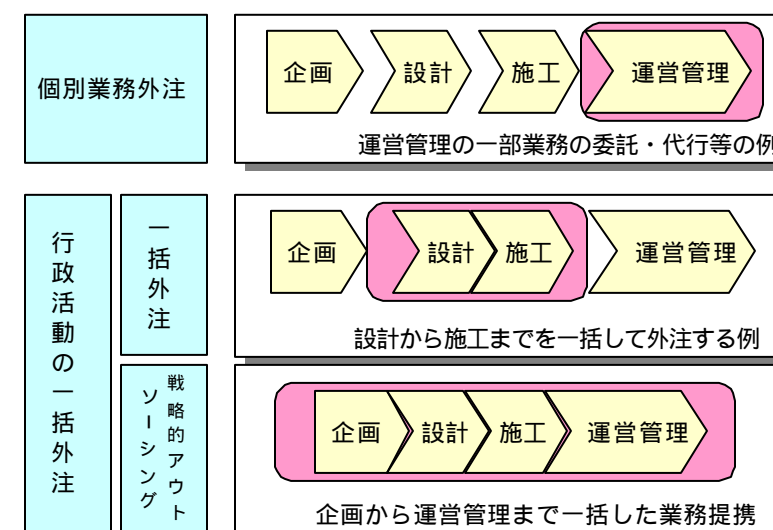 個別業務外注
企画
設計
施工
運営管理
運営管理の一部業務の委託・代行等の例
行政活動の一括外注
一括外注
企画
設計
施工
運営管理
設計から施工までを一括して外注する例
戦略的アウト
ソーシング
企画
設計
施工
運営管理
企画から運営管理まで一括した業務提携